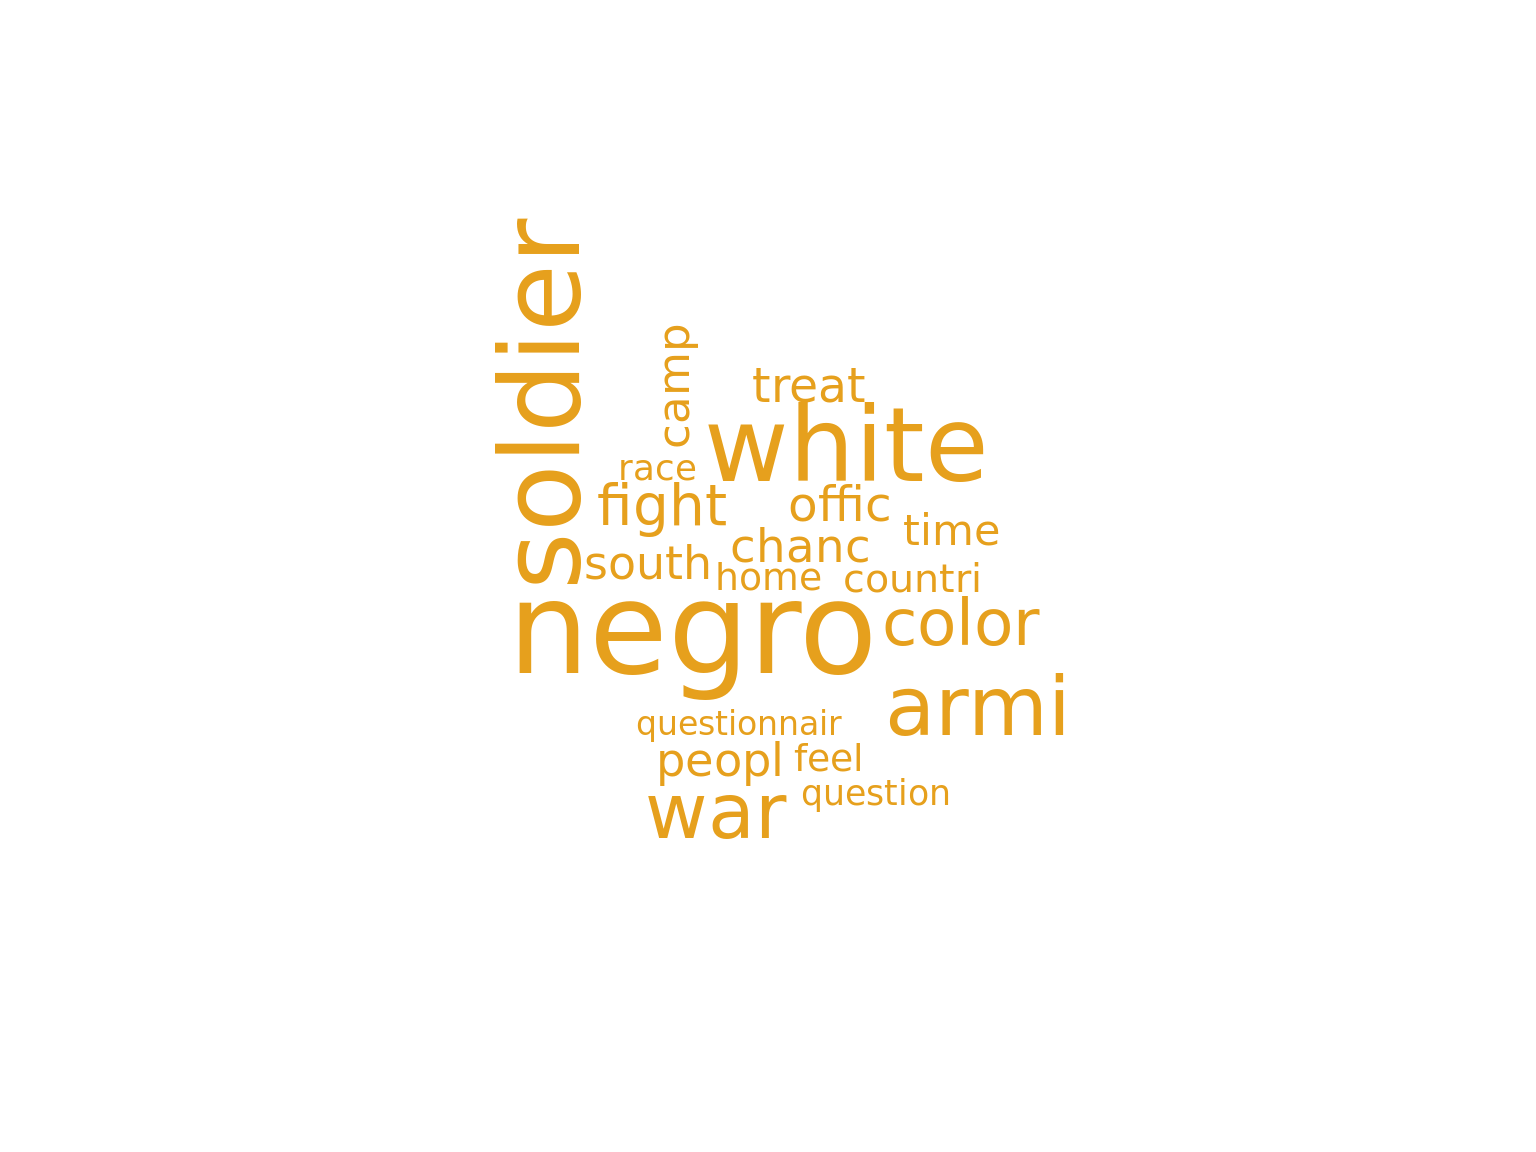 soldier
camp
treat
white
race
fight
offic
time
chanc
south
home
countri
negro
color
armi
questionnair
peopl
feel
question
war